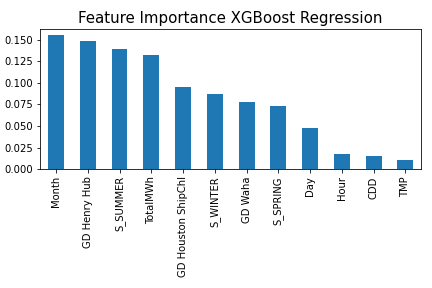 Feature Importance XGBoost Regression
0.150
0.125
0.100
0.075
0.050
0.025
0.000
Month
GD Henry Hub
S_SUMMER
TotalMWh
GD Houston ShipChl
S_WINTER
GD Waha
S_SPRING
Day
Hour
CDD
TMP